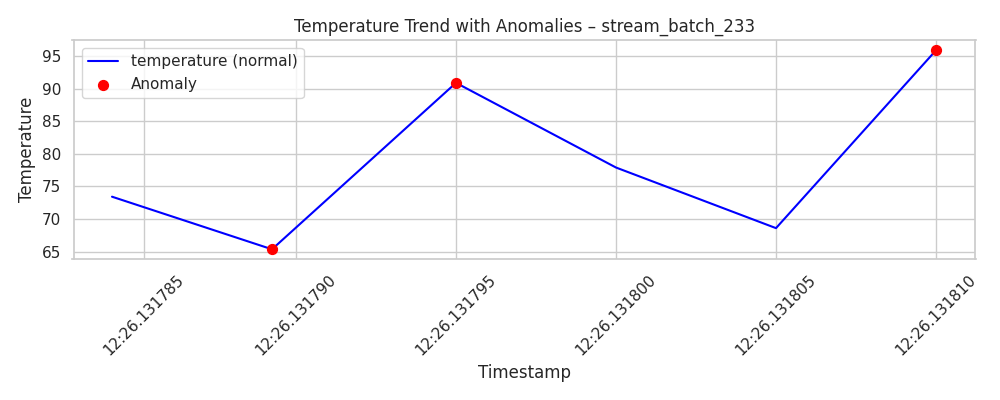 Temperature Trend with Anomalies – stream_batch_233
temperature (normal)
Anomaly
Temperature
95
90
85
80
75
70
65
12:26.131785
12:26.131790
12:26.131795
12:26.131800
12:26.131805
12:26.131810
Timestamp